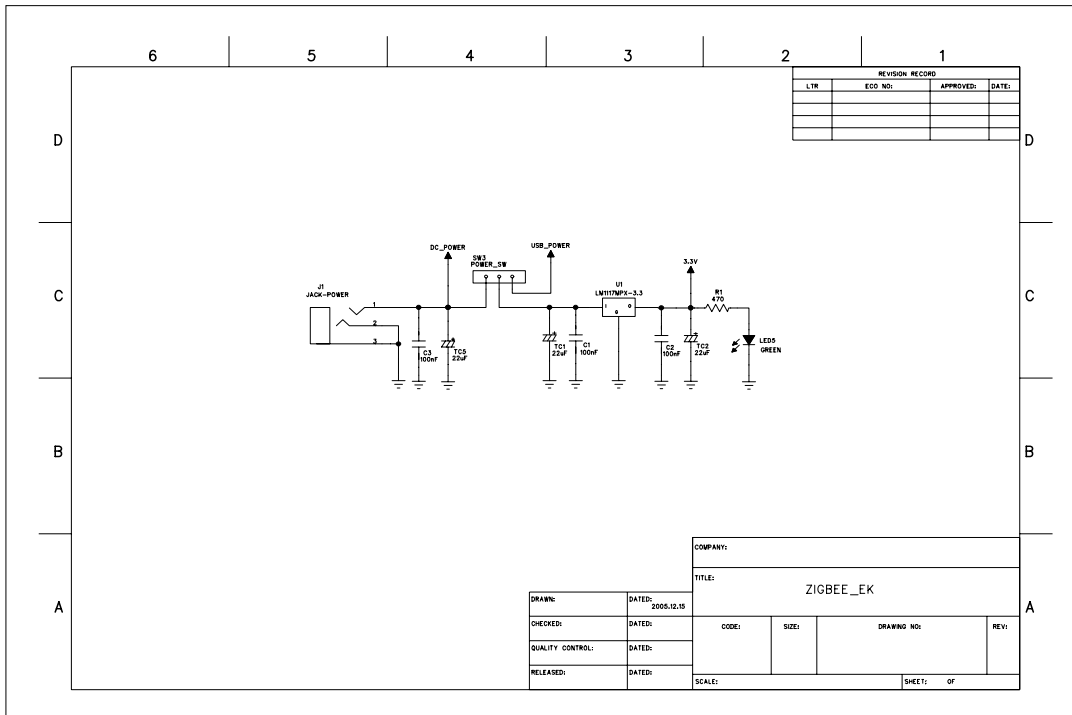 6 5 4 3 2 1
REVISION RECORD
LTR ECO NO: APPROVED: DATE:
D D
DC_POWER USB_POWER
SW3
POWER_SW
3.3V
C C
J1
JACK-POWER
U1
LM1117MPX-3.3
R1
470
1
I O
G
2
3
C3
100nF
TC5
22uF
TC1
22uF
C1
100nF
C2
100nF
TC2
22uF
LED5
GREEN
B B
COMPANY:
TITLE:
ZIGBEE_EK
A A
DRAWN: DATED:
2005.12.15
CHECKED: DATED:
CODE: SIZE: DRAWING NO: REV:
QUALITY CONTROL: DATED:
RELEASED: DATED:
SCALE: SHEET: OF